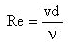 Re = vd/ν